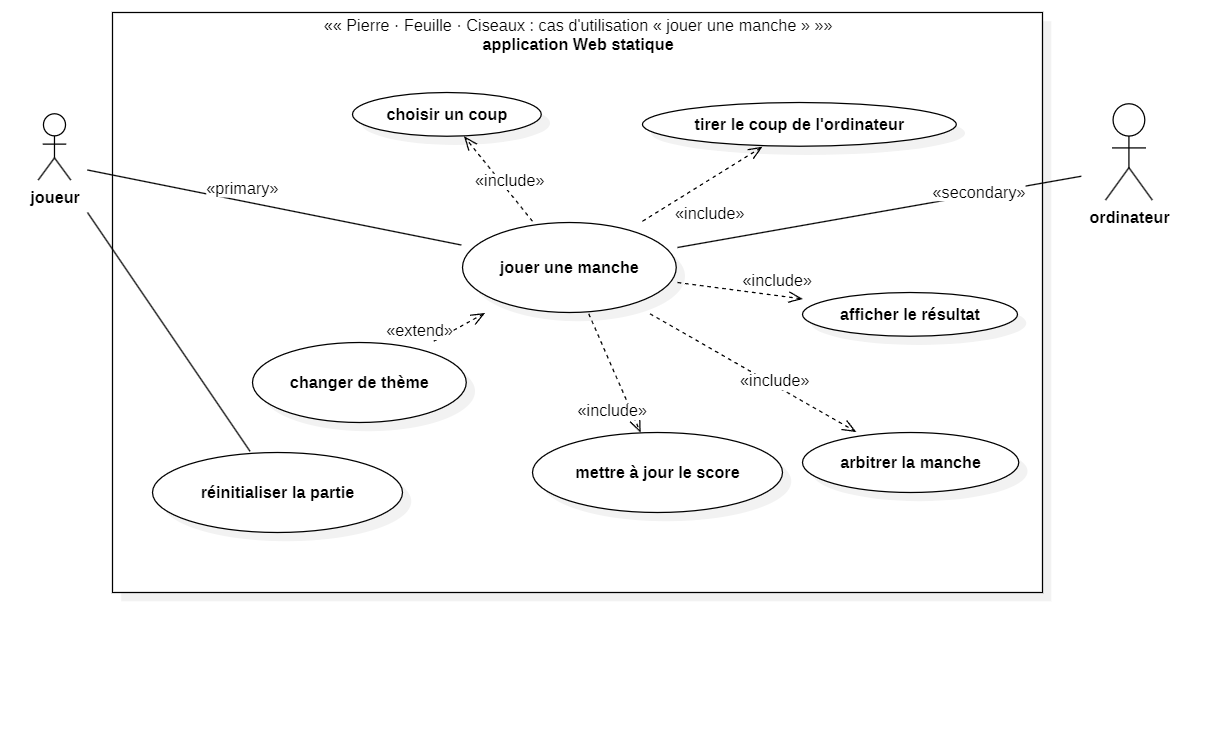 «« Pierre · Feuille · Ciseaux : cas d'utilisation « jouer une manche » »»
application Web statique
choisir un coup
tirer le coup de l'ordinateur
«include»
«primary»
«secondary»
joueur
«include»
ordinateur
jouer une manche
«include»
afficher le résultat
«extend»
changer de thème
«include»
«include»
arbitrer la manche
mettre à jour le score
réinitialiser la partie